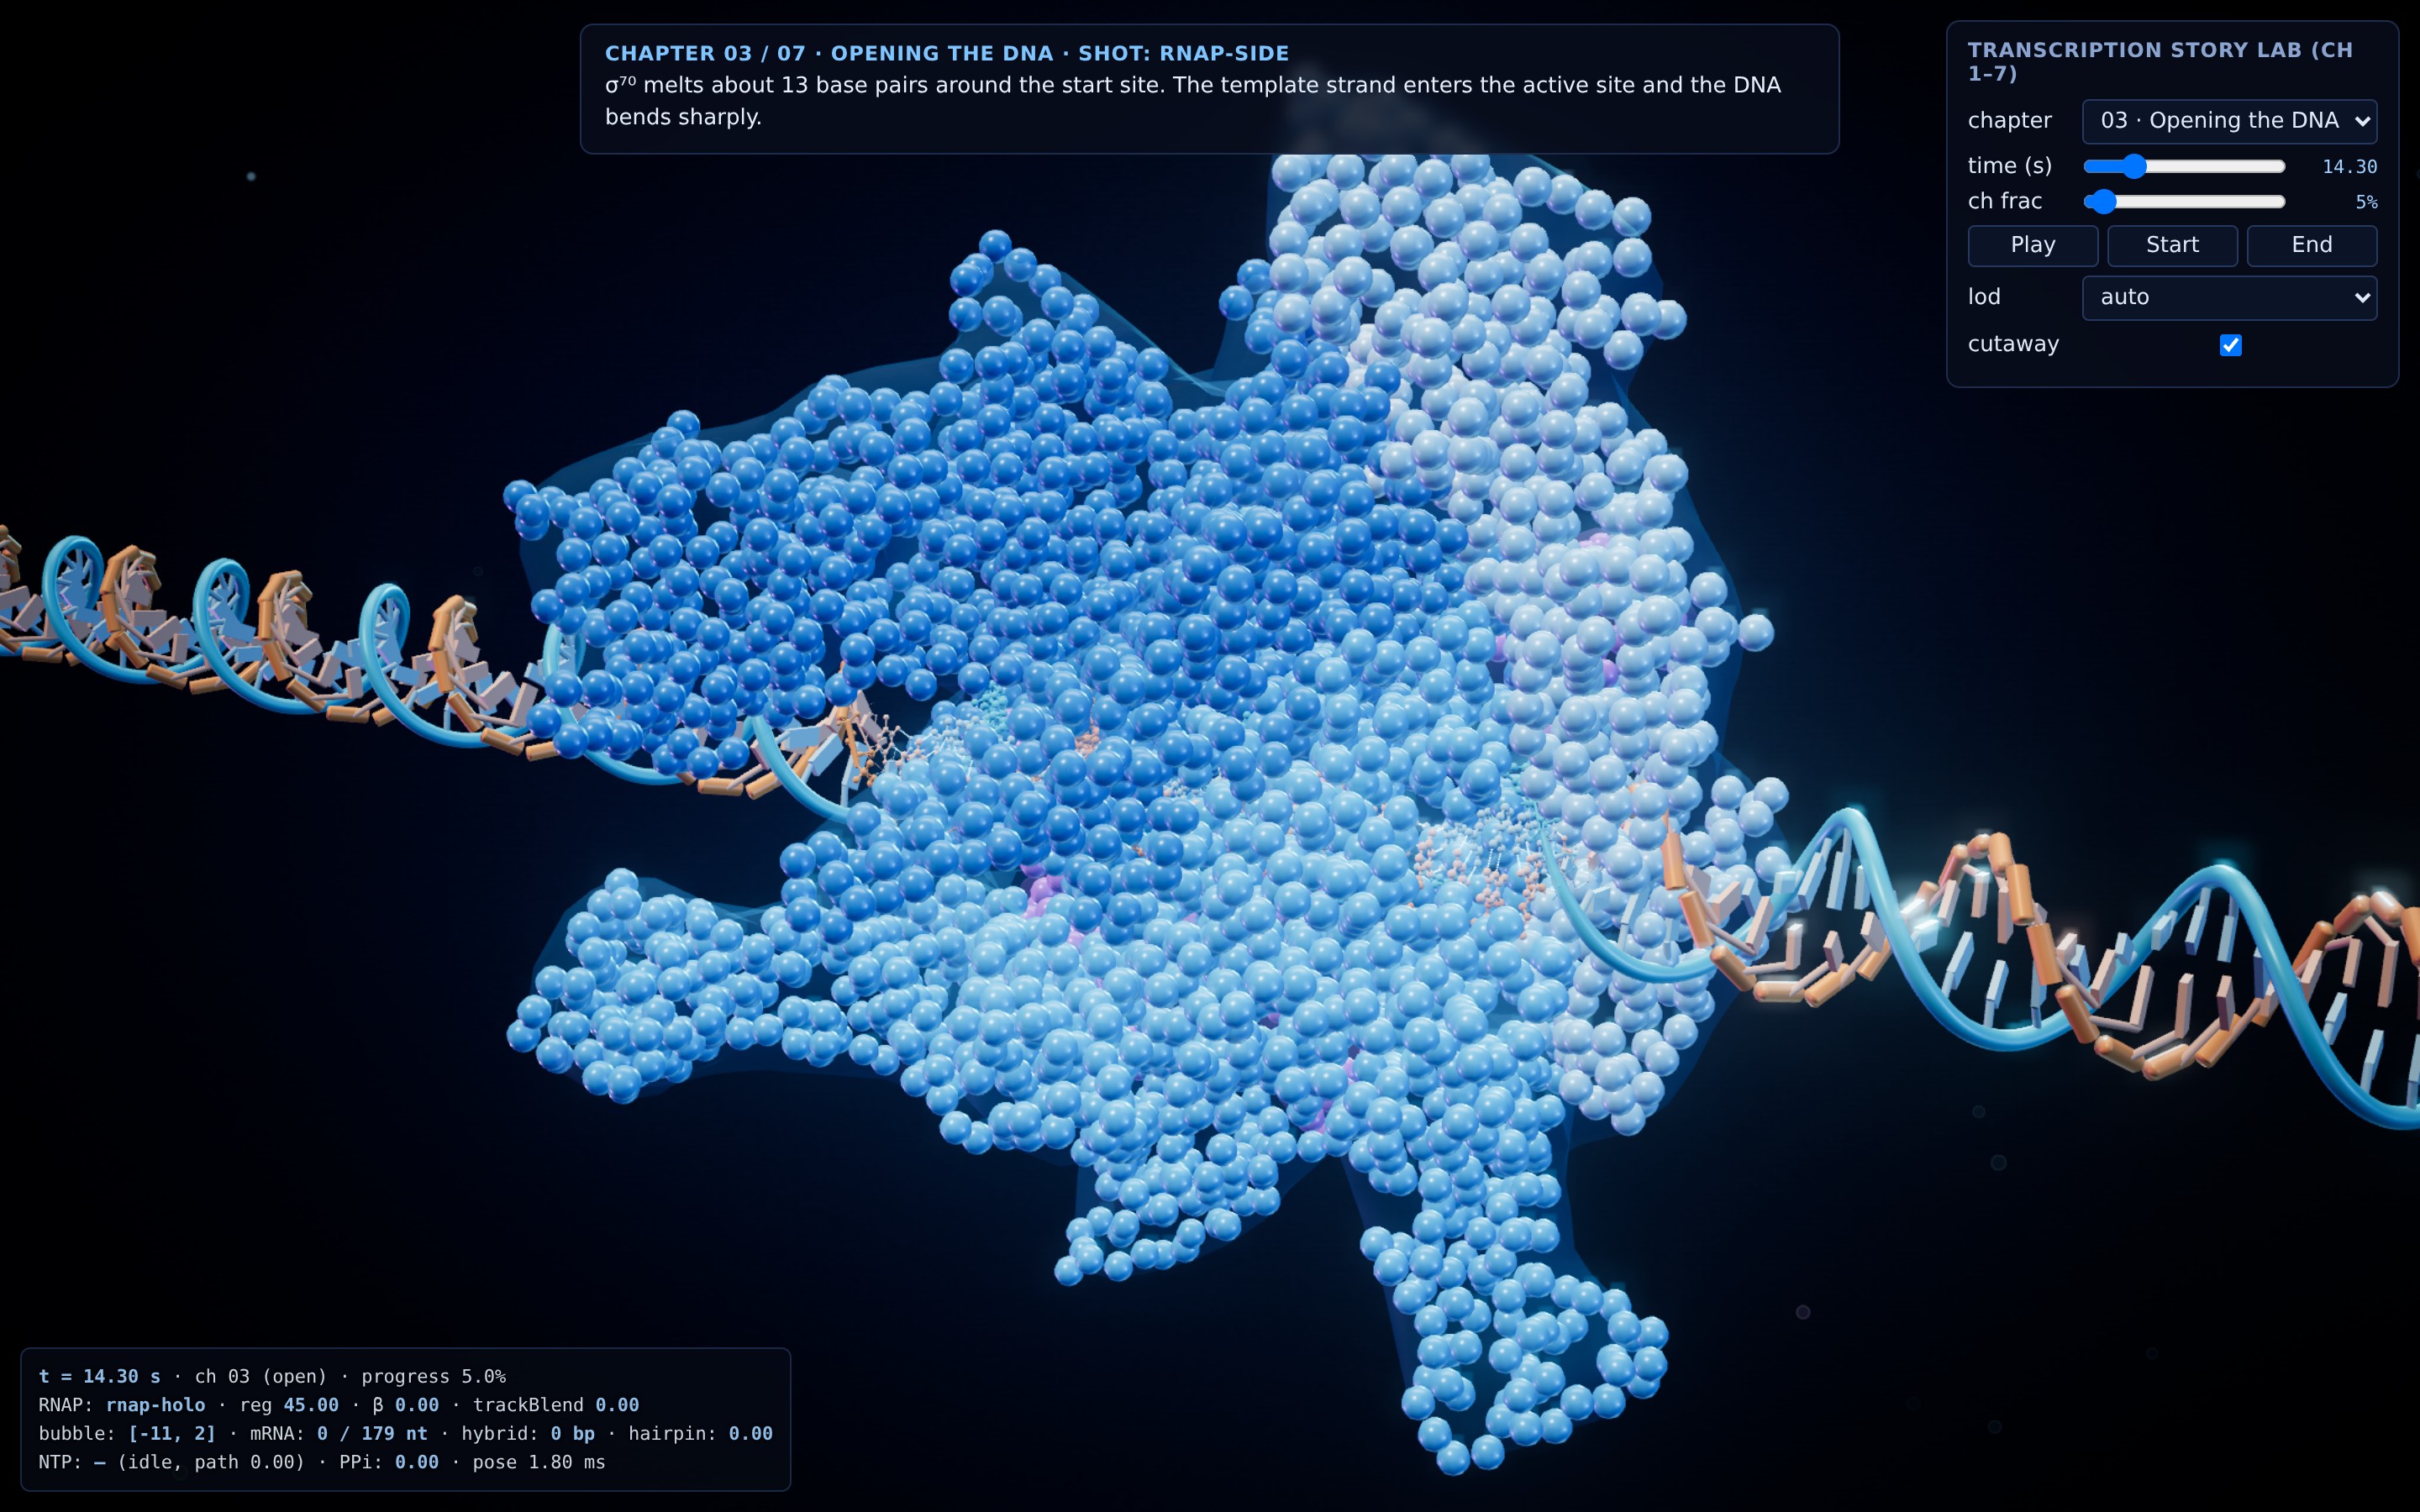 CHAPTER 03 / 07 · OPENING THE DNA · SHOT: RNAP-SIDE
σ⁷⁰ melts about 13 base pairs around the start site. The template strand enters the active site and the DNA
bends sharply.
TRANSCRIPTION STORY LAB (CH
1–7)
chapter 03 · Opening the DNA
time (s) 14.30
ch frac 5%
Play Start End
lod auto
cutaway
t = 14.30 s · ch 03 (open) · progress 5.0%
RNAP: rnap-holo · reg 45.00 · β 0.00 · trackBlend 0.00
bubble: [-11, 2] · mRNA: 0 / 179 nt · hybrid: 0 bp · hairpin: 0.00
NTP: — (idle, path 0.00) · PPi: 0.00 · pose 1.80 ms